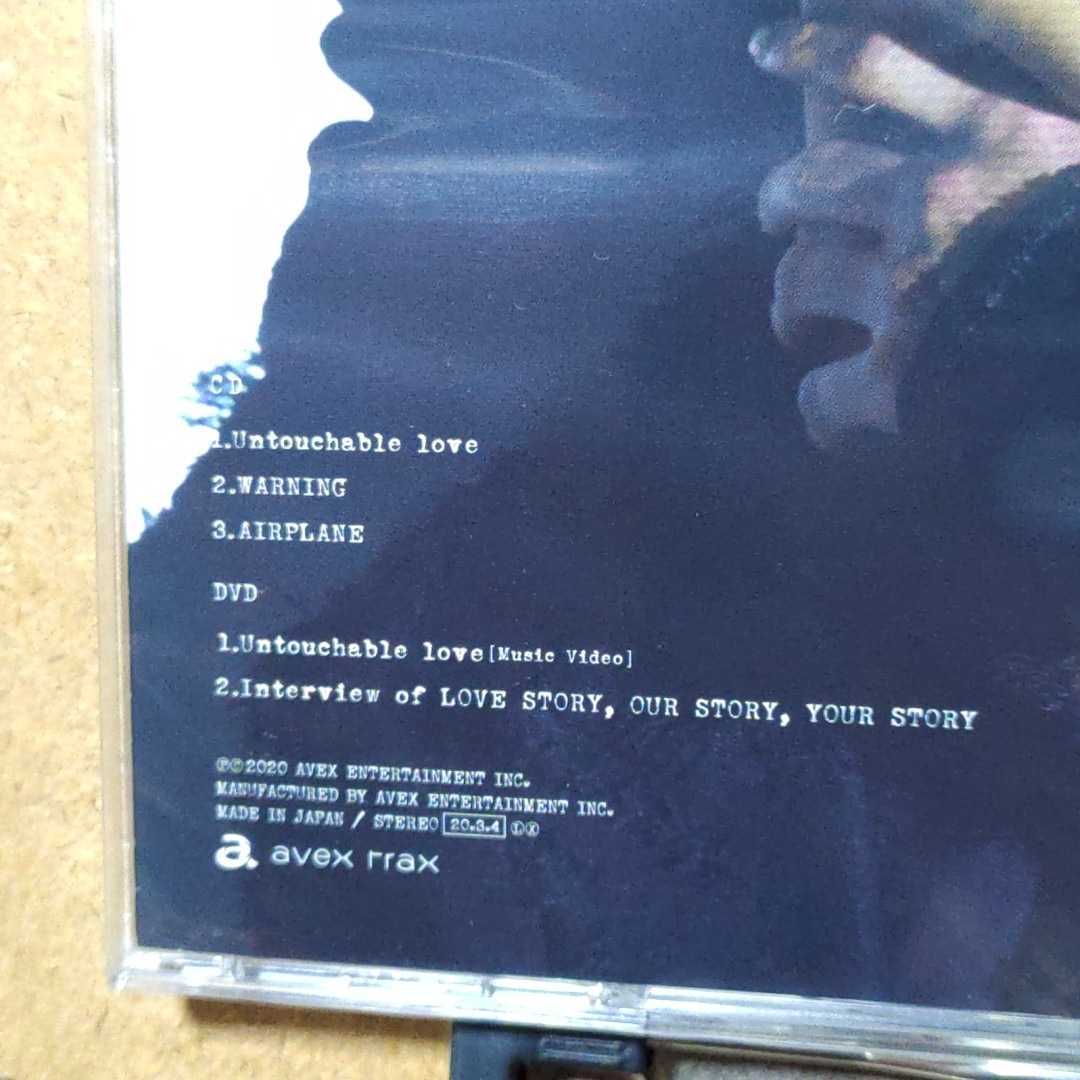 CD
1.Untouchable love
2.WARNING
3.AIRPLANE
DVD
1.Untouchable love[Music Video]
2.Interview of LOVE STORY, OUR STORY, YOUR STORY
Ⓟ©2020 AVEX ENTERTAINMENT INC.
MANUFACTURED BY AVEX ENTERTAINMENT INC.
MADE IN JAPAN / STEREO 20.3.4 ⓁⓍ
a. avex trax